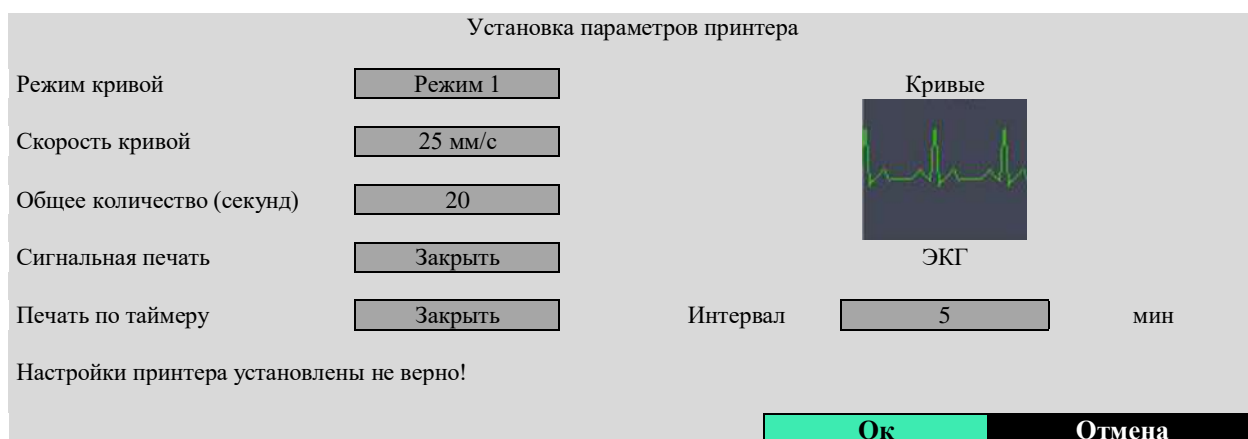 Установка параметров принтера
Режим кривой Режим 1 Кривые
Скорость кривой 25 мм/с
Общее количество (секунд) 20
Сигнальная печать Закрыть ЭКГ
Печать по таймеру Закрыть Интервал 5 мин
Настройки принтера установлены не верно!
Ок Отмена